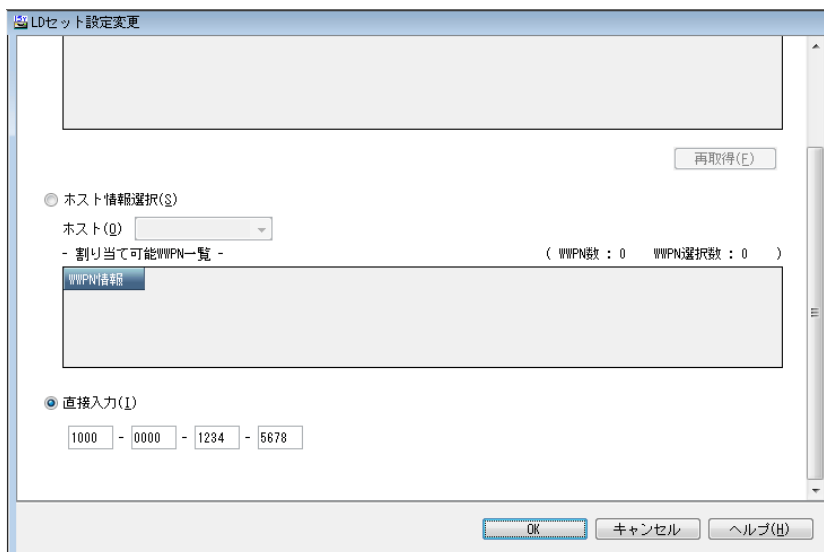 LDセット設定変更
再取得(F)
ホスト情報選択(S)
ホスト(O)
- 割り当て可能WWPN一覧 - ( WWPN数 : 0 WWPN選択数 : 0 )
WWPN情報
直接入力(I)
1000 - 0000 - 1234 - 5678
OK キャンセル ヘルプ(H)